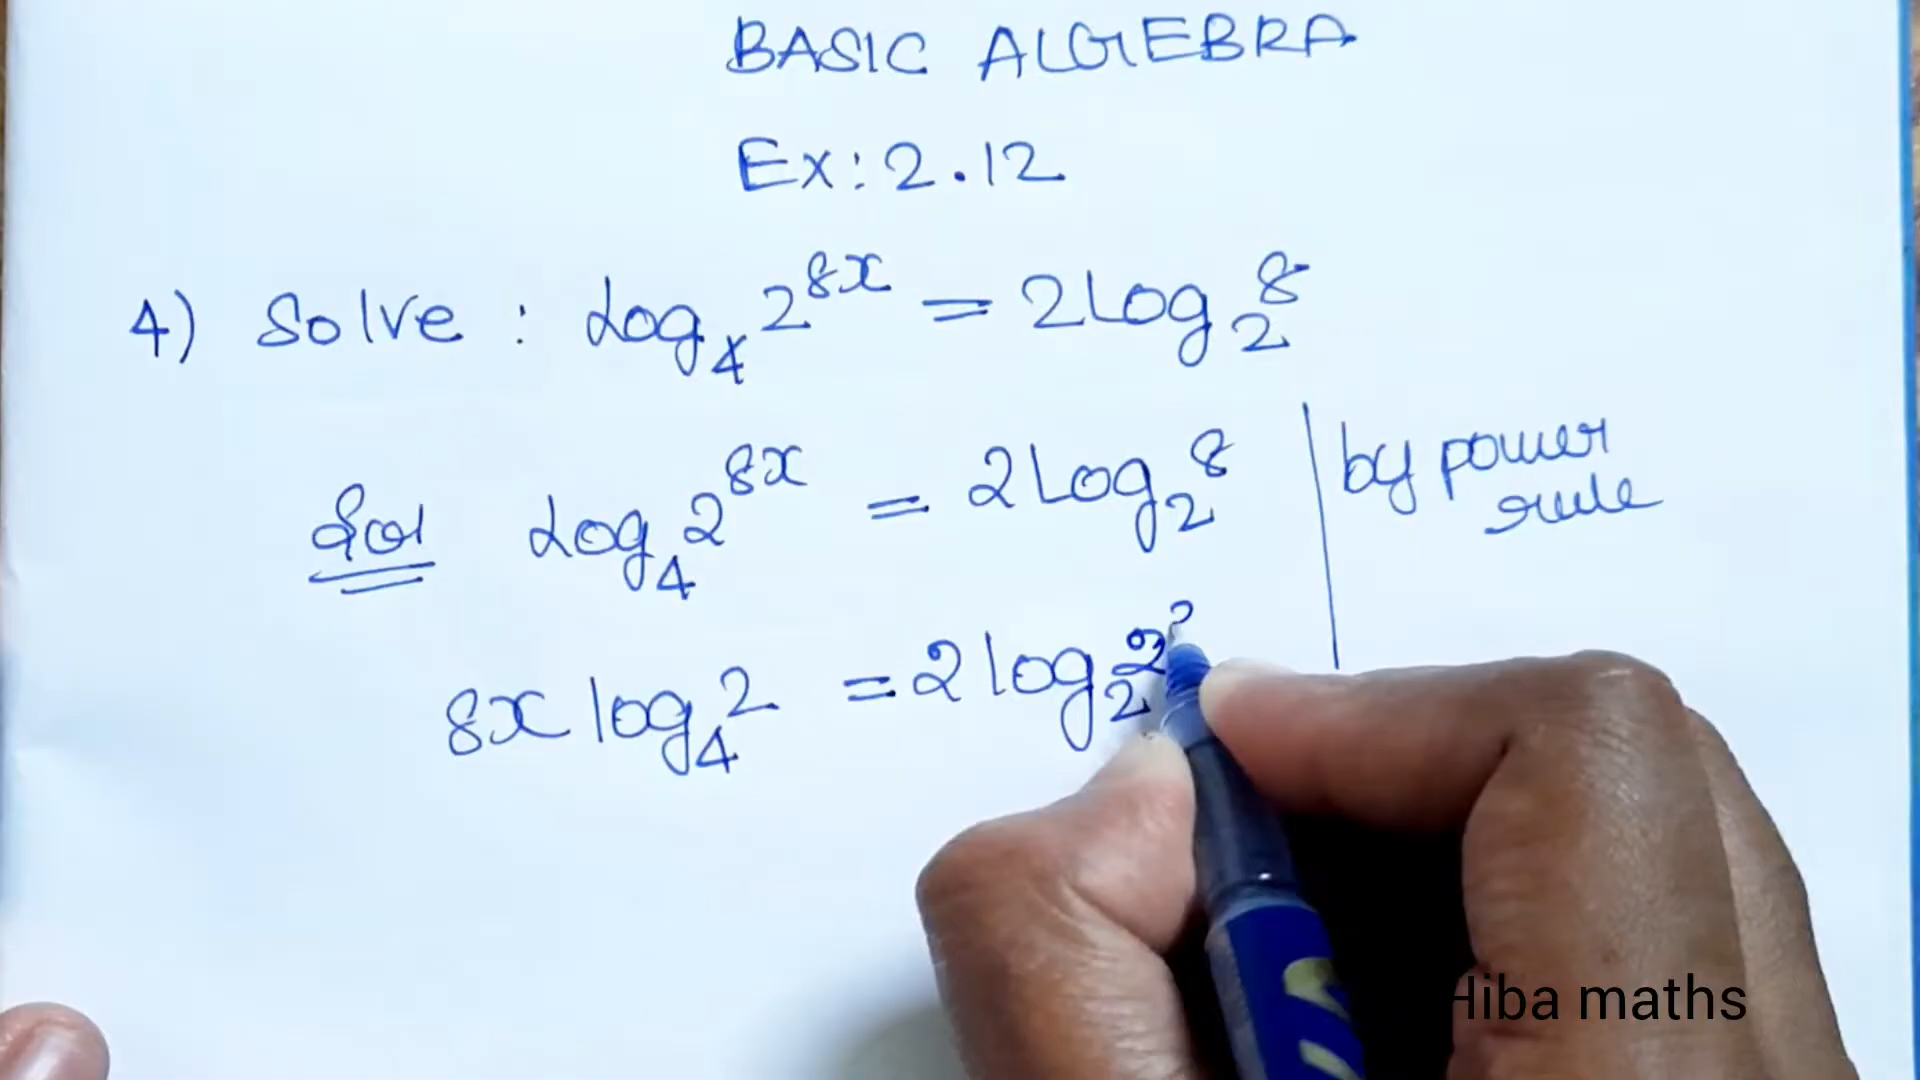 BASIC ALGEBRA
Ex: 2.12
4) Solve : Log₄ 2^8x = 2Log₂ 8
Sol Log₄ 2^8x = 2Log₂ 8 | by power rule
8x log₄ 2 = 2 log₂ 2
Hiba maths